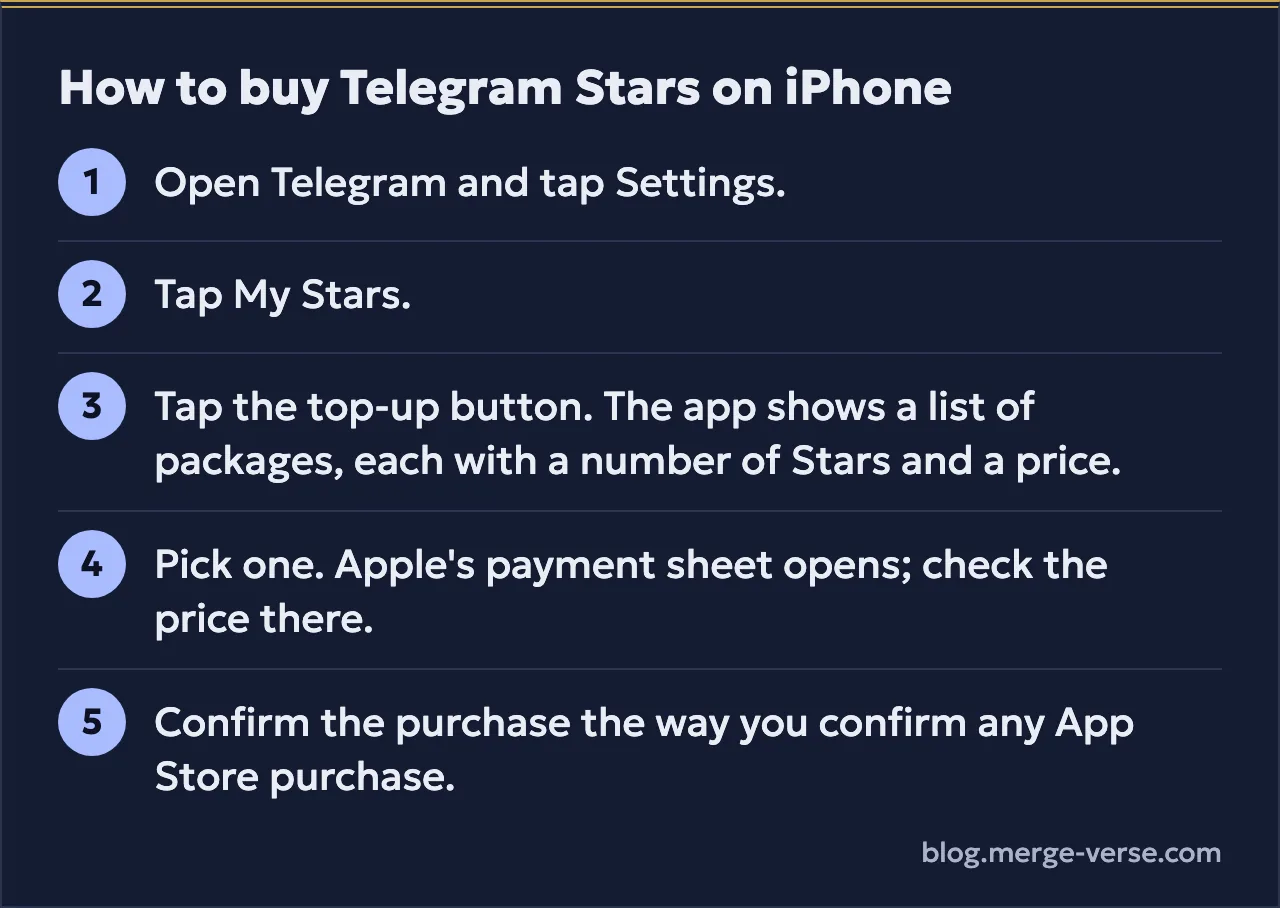 How to buy Telegram Stars on iPhone
1 Open Telegram and tap Settings.
2 Tap My Stars.
3 Tap the top-up button. The app shows a list of
packages, each with a number of Stars and a price.
4 Pick one. Apple's payment sheet opens; check the
price there.
5 Confirm the purchase the way you confirm any App
Store purchase.
blog.merge-verse.com